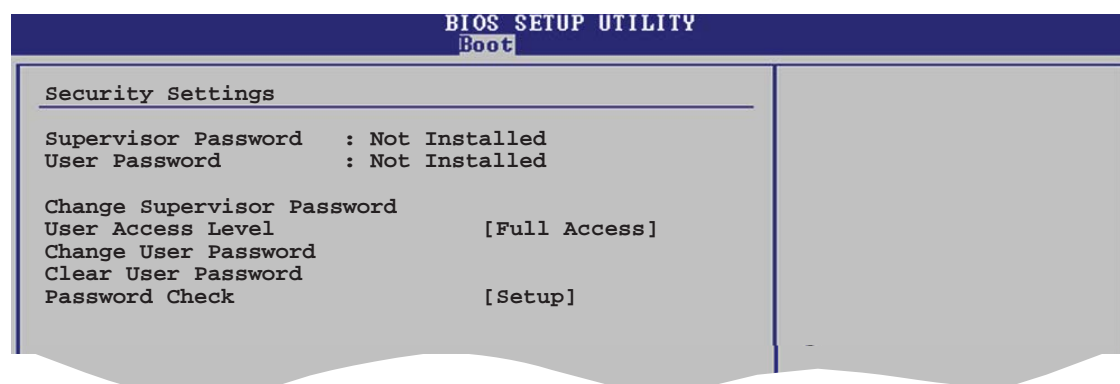 BIOS SETUP UTILITY
Boot
Security Settings
Supervisor Password : Not Installed
User Password : Not Installed
Change Supervisor Password
User Access Level [Full Access]
Change User Password
Clear User Password
Password Check [Setup]